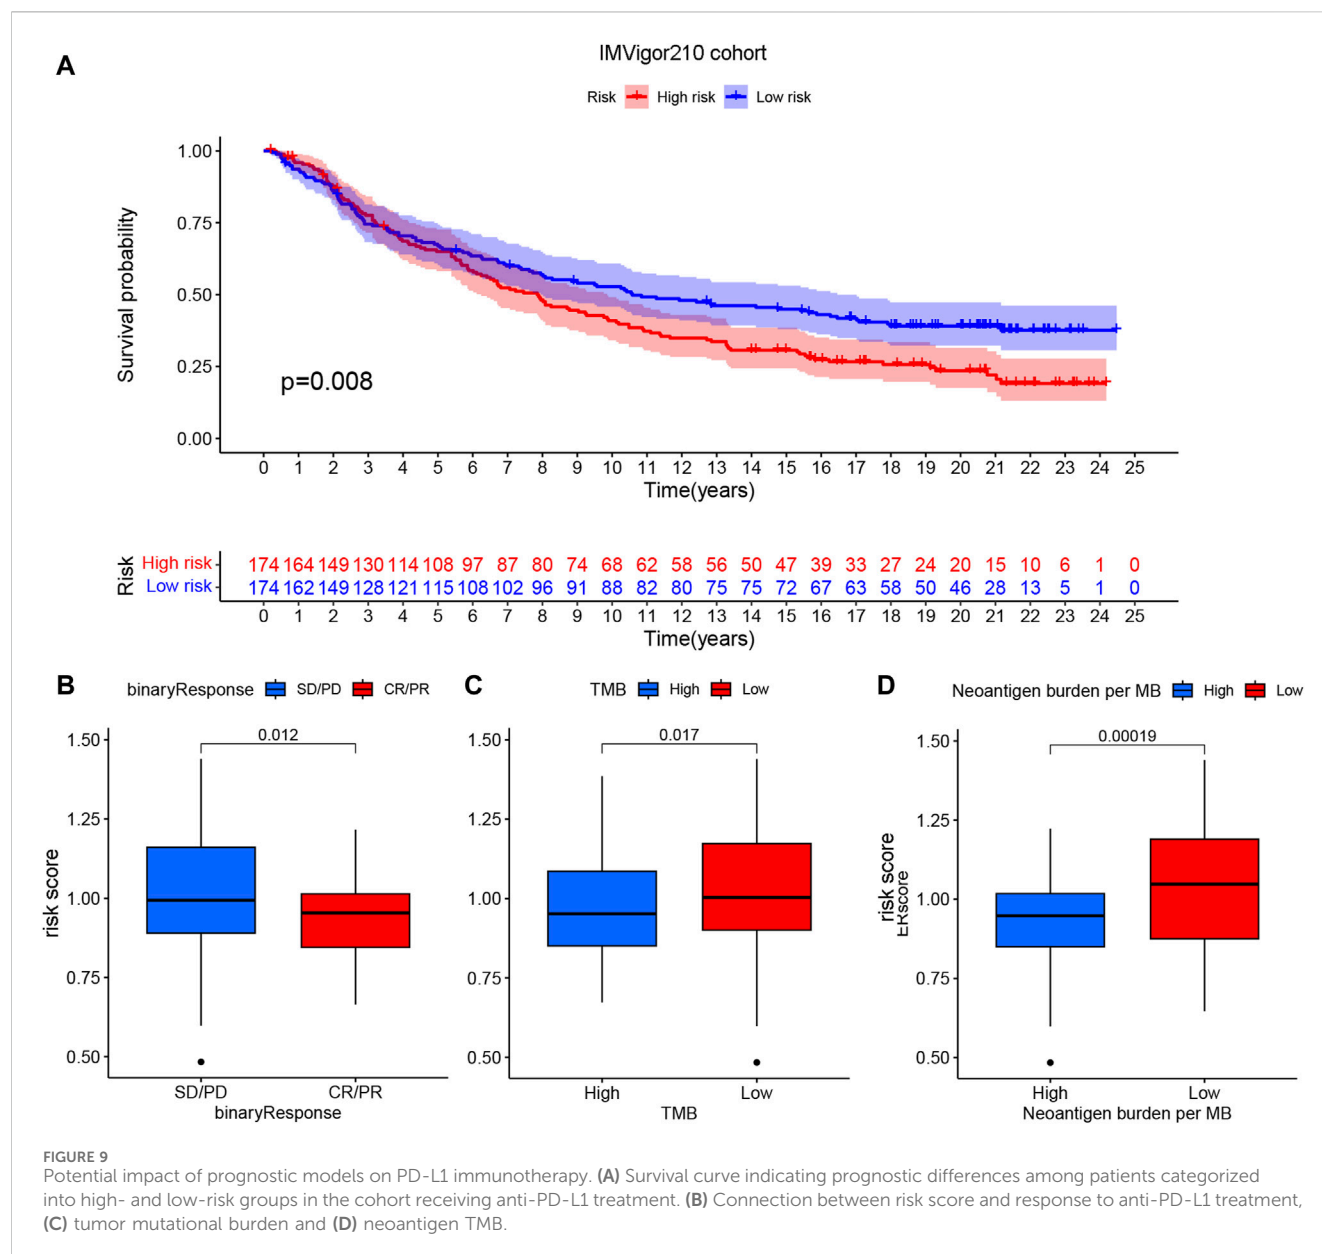 A
IMVigor210 cohort
Risk High risk Low risk
1.00
0.75
0.50
0.25
0.00
Survival probability
p=0.008
0 1 2 3 4 5 6 7 8 9 10 11 12 13 14 15 16 17 18 19 20 21 22 23 24 25
Time(years)
Risk
High risk 174 164 149 130 114 108 97 87 80 74 68 62 58 56 50 47 39 33 27 24 20 15 10 6 1 0
Low risk 174 162 149 128 121 115 108 102 96 91 88 82 80 75 75 72 67 63 58 50 46 28 13 5 1 0
0 1 2 3 4 5 6 7 8 9 10 11 12 13 14 15 16 17 18 19 20 21 22 23 24 25
Time(years)
B
binaryResponse SD/PD CR/PR
0.012
1.50
1.25
1.00
0.75
0.50
risk score
SD/PD CR/PR
binaryResponse
C
TMB High Low
0.017
1.50
1.25
1.00
0.75
0.50
High Low
TMB
D
Neoantigen burden per MB High Low
0.00019
1.50
1.25
1.00
0.75
0.50
risk score
ERscore
High Low
Neoantigen burden per MB
FIGURE 9
Potential impact of prognostic models on PD-L1 immunotherapy. (A) Survival curve indicating prognostic differences among patients categorized
into high- and low-risk groups in the cohort receiving anti-PD-L1 treatment. (B) Connection between risk score and response to anti-PD-L1 treatment,
(C) tumor mutational burden and (D) neoantigen TMB.